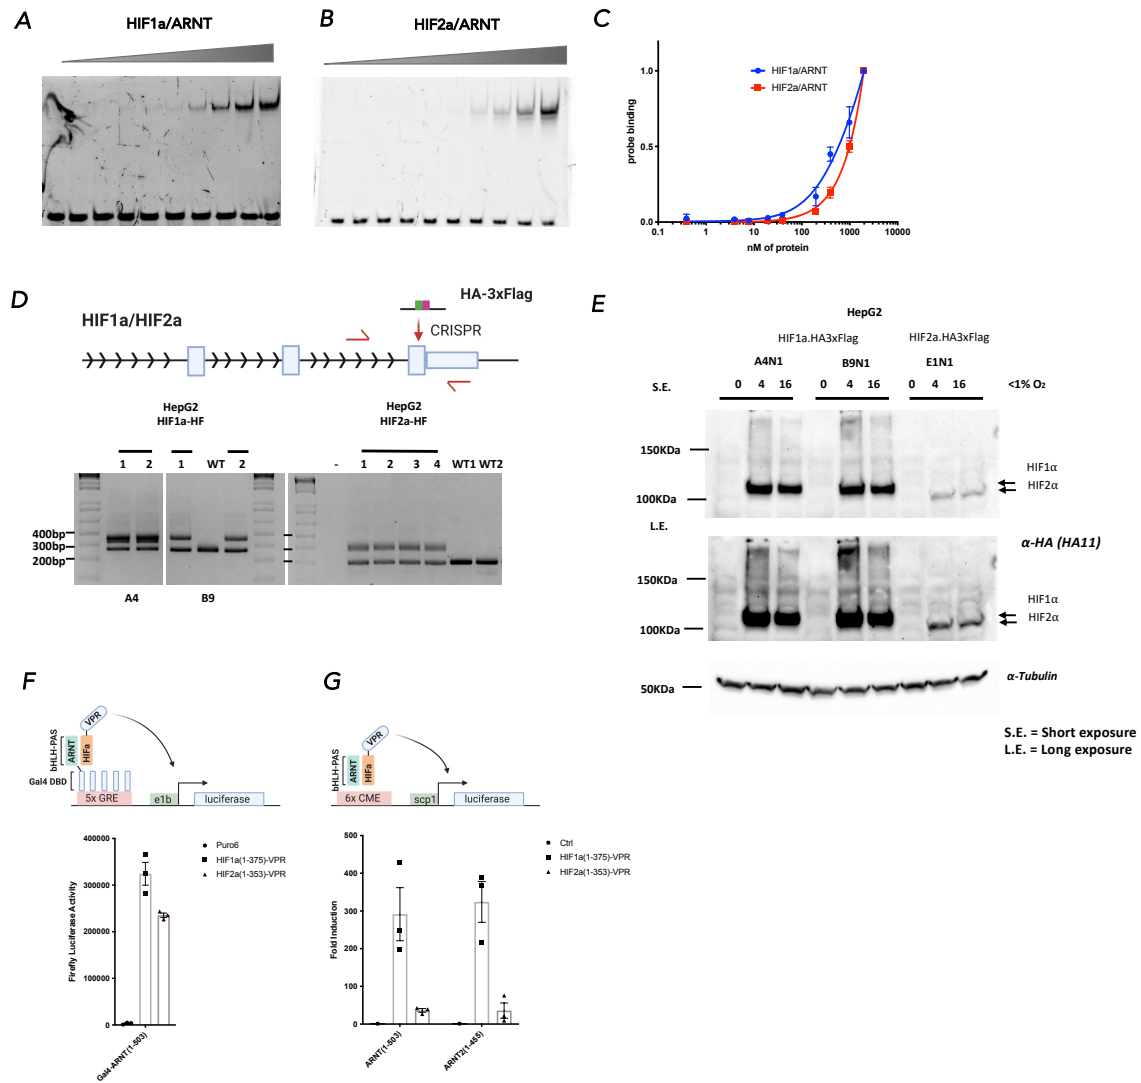 A
HIF1a/ARNT
B
HIF2a/ARNT
C
1.0
0.5
0.0
probe binding
HIF1a/ARNT
HIF2a/ARNT
0.1 1 10 100 1000 10000
nM of protein
D
HA-3xFlag
HIF1a/HIF2a
CRISPR
HepG2
HIF1a-HF
HepG2
HIF2a-HF
1 2 1 WT 2
- 1 2 3 4 WT1 WT2
400bp
300bp
200bp
A4 B9
E
HepG2
HIF1a.HA3xFlag HIF2a.HA3xFlag
A4N1 B9N1 E1N1
S.E. 0 4 16 0 4 16 0 4 16 <1% O₂
150KDa
100KDa
HIF1α
HIF2α
L.E.
α-HA (HA11)
150KDa
100KDa
HIF1α
HIF2α
50KDa
α-Tubulin
S.E. = Short exposure
L.E. = Long exposure
F
VPR
bHLH-PAS
ARNT
HIFa
Gal4 DBD
5x GRE
e1b
luciferase
400000
300000
200000
100000
0
Firefly Luciferase Activity
Puro6
HIF1a(1-375)-VPR
HIF2a(1-353)-VPR
Gal4-ARNT(1-503)
G
VPR
bHLH-PAS
ARNT
HIFa
6x CME
scp1
luciferase
500
400
300
200
100
0
Fold Induction
Ctrl
HIF1a(1-375)-VPR
HIF2a(1-353)-VPR
ARNT(1-503)
ARNT2(1-455)